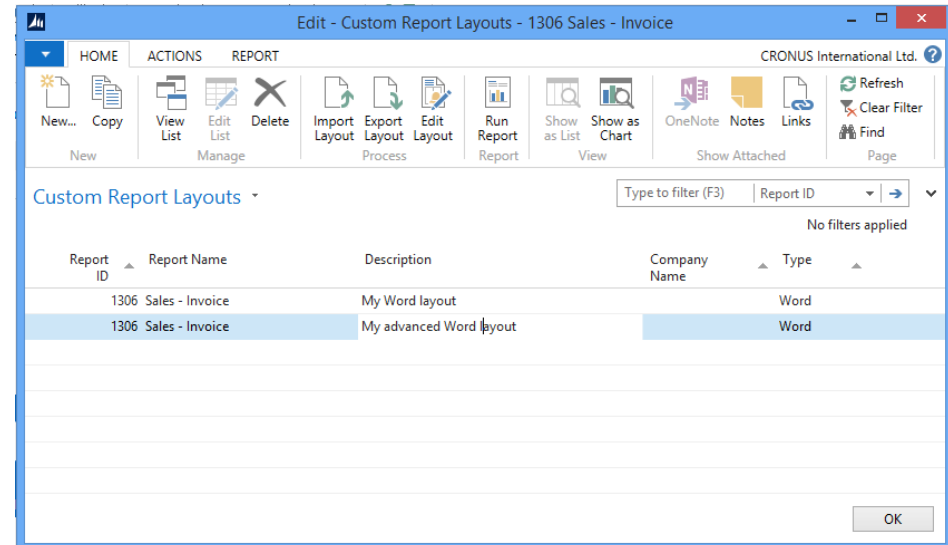 Edit - Custom Report Layouts - 1306 Sales - Invoice
HOME ACTIONS REPORT CRONUS International Ltd.
New... Copy View List Edit List Delete Import Layout Export Layout Edit Layout Run Report Show as List Show as Chart OneNote Notes Links Refresh
Clear Filter
Find
New Manage Process Report View Show Attached Page
Custom Report Layouts
Type to filter (F3) Report ID
No filters applied
Report ID Report Name Description Company Name Type
1306 Sales - Invoice My Word layout Word
1306 Sales - Invoice My advanced Word layout Word
OK